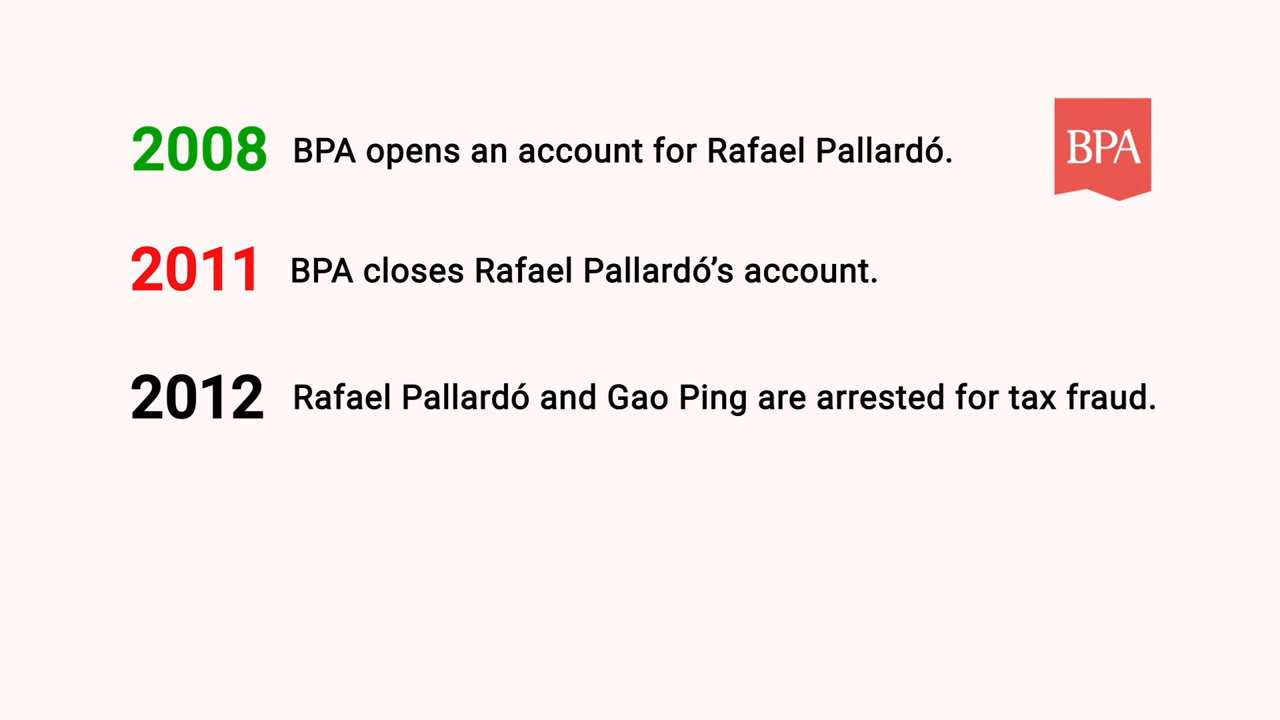 2008 BPA opens an account for Rafael Pallardó.
BPA
2011 BPA closes Rafael Pallardó’s account.
2012 Rafael Pallardó and Gao Ping are arrested for tax fraud.